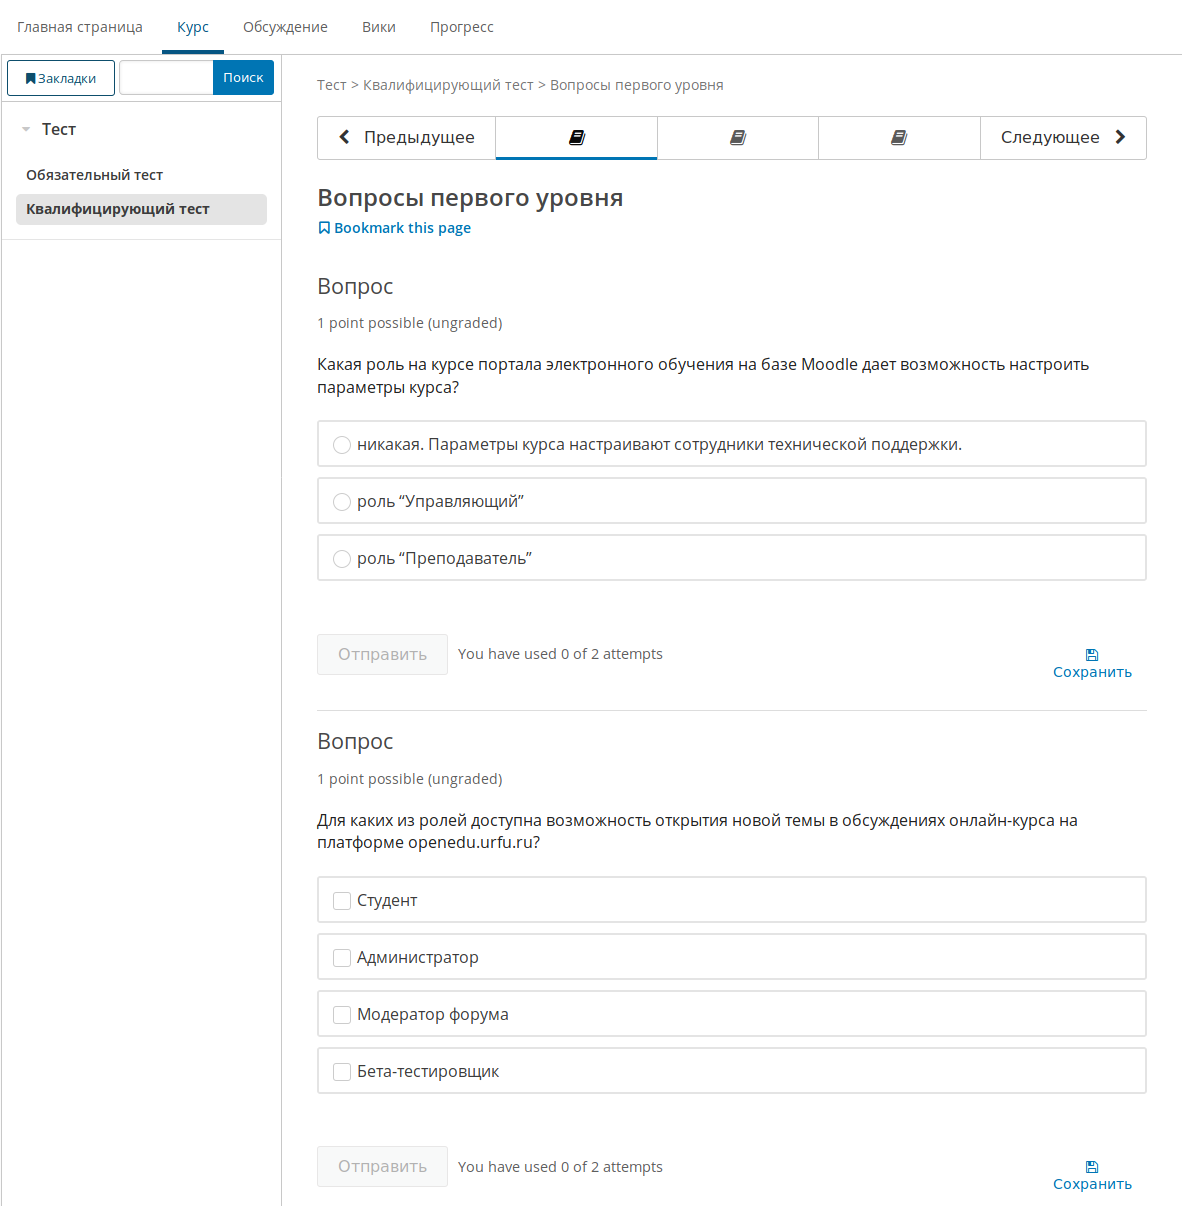 Главная страница Курс Обсуждение Вики Прогресс
Закладки Поиск
Тест
Обязательный тест
Квалифицирующий тест
Тест > Квалифицирующий тест > Вопросы первого уровня
Предыдущее Следующее
Вопросы первого уровня
Bookmark this page
Вопрос
1 point possible (ungraded)
Какая роль на курсе портала электронного обучения на базе Moodle дает возможность настроить
параметры курса?
никакая. Параметры курса настраивают сотрудники технической поддержки.
роль “Управляющий”
роль “Преподаватель”
Отправить You have used 0 of 2 attempts
Сохранить
Вопрос
1 point possible (ungraded)
Для каких из ролей доступна возможность открытия новой темы в обсуждениях онлайн-курса на
платформе openedu.urfu.ru?
Студент
Администратор
Модератор форума
Бета-тестировщик
Отправить You have used 0 of 2 attempts
Сохранить